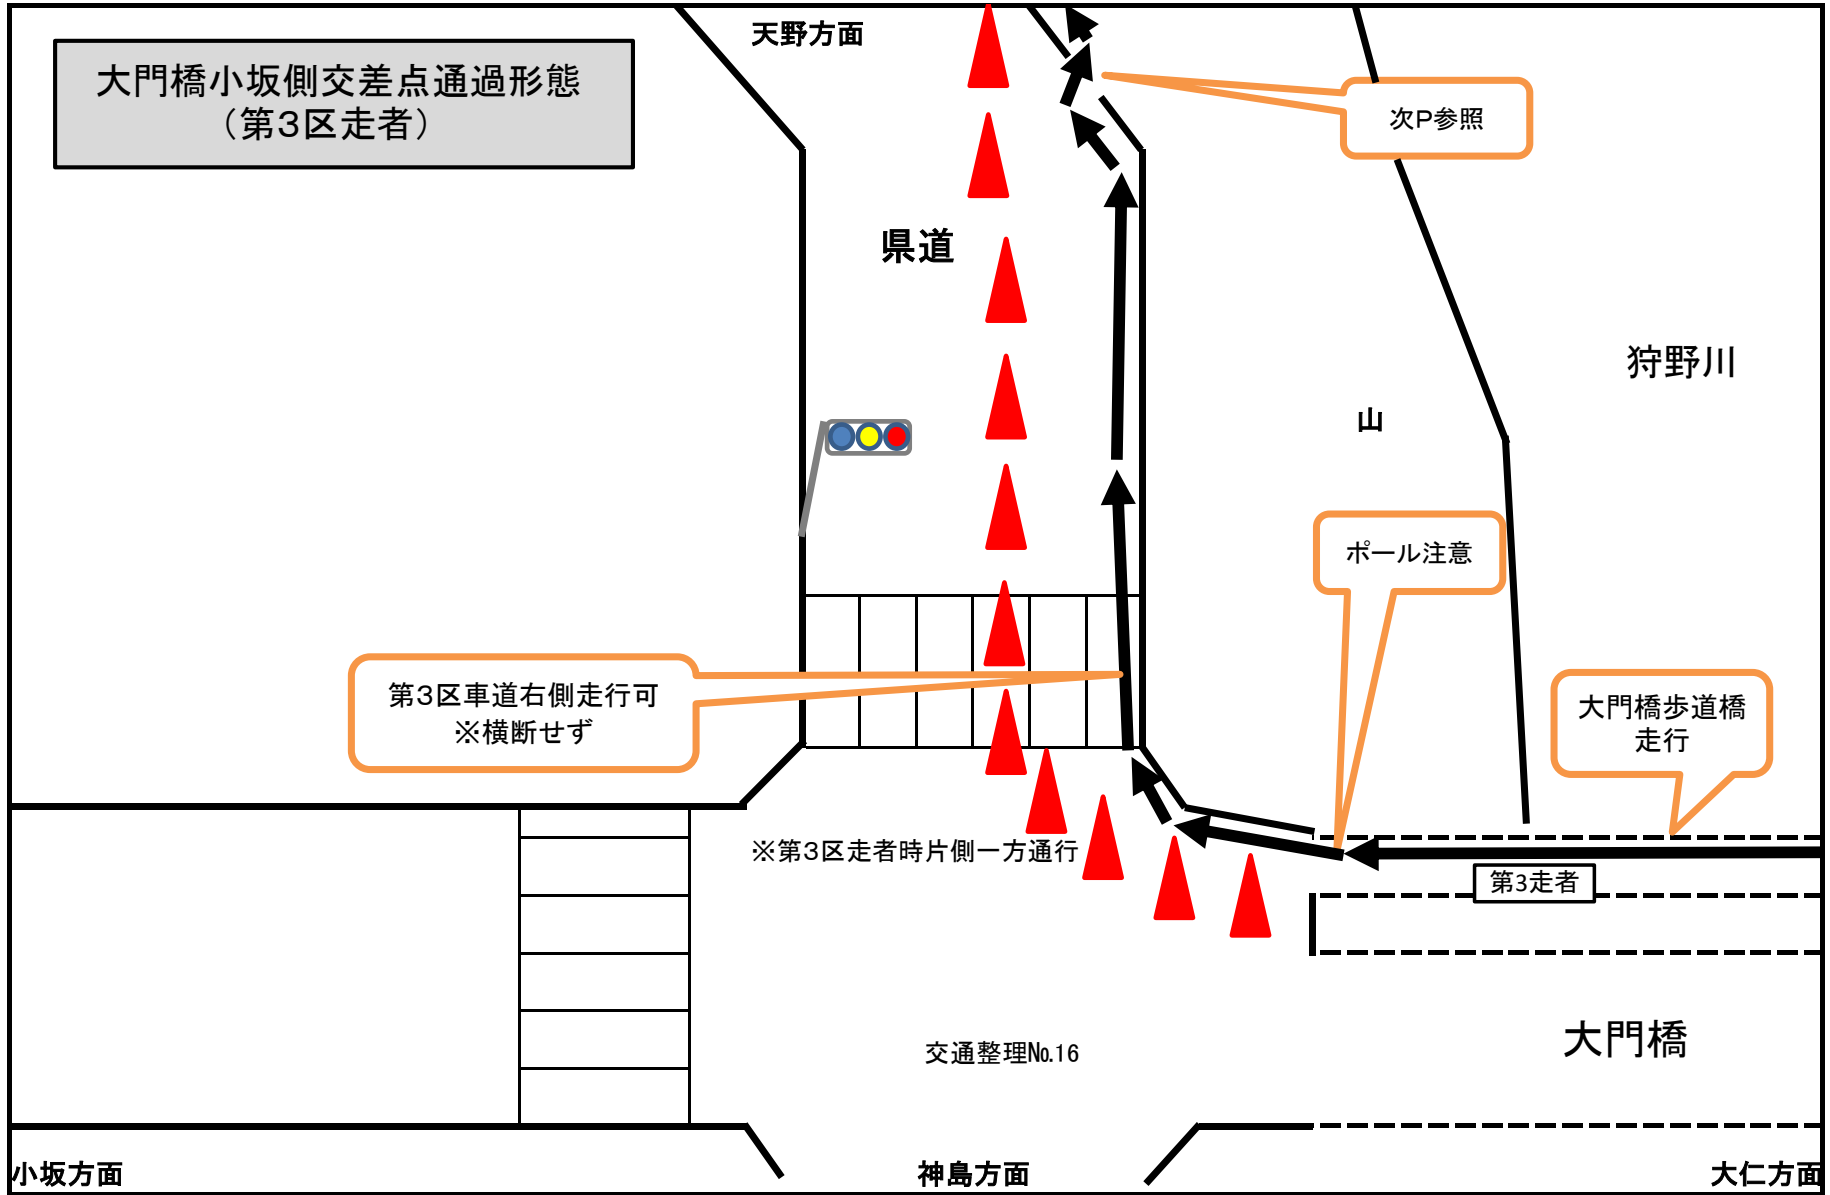 天野方面
大門橋小坂側交差点通過形態
（第３区走者）
次P参照
県道
狩野川
山
ポール注意
第３区車道右側走行可
※横断せず
大門橋歩道橋
走行
※第３区走者時片側一方通行
第3走者
大門橋
交通整理№16
小坂方面
神島方面
大仁方面